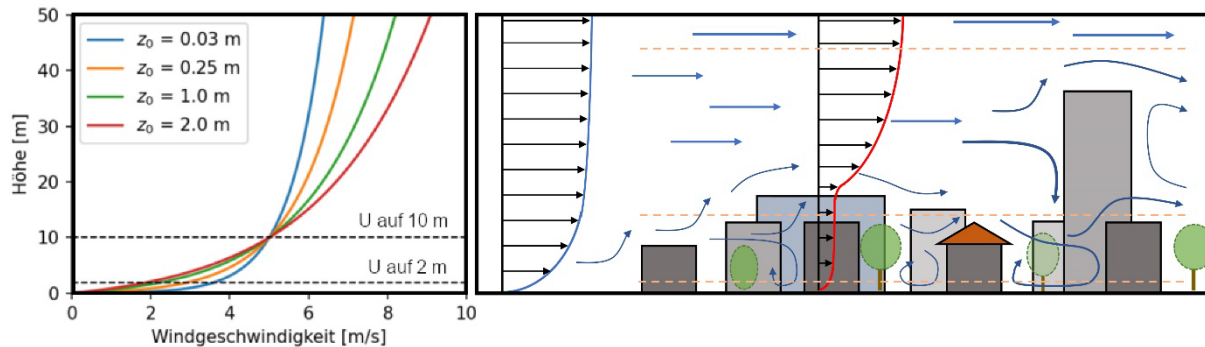 50
40
30
20
10
0
Höhe [m]
z₀ = 0.03 m
z₀ = 0.25 m
z₀ = 1.0 m
z₀ = 2.0 m
U auf 10 m
U auf 2 m
0 2 4 6 8 10
Windgeschwindigkeit [m/s]